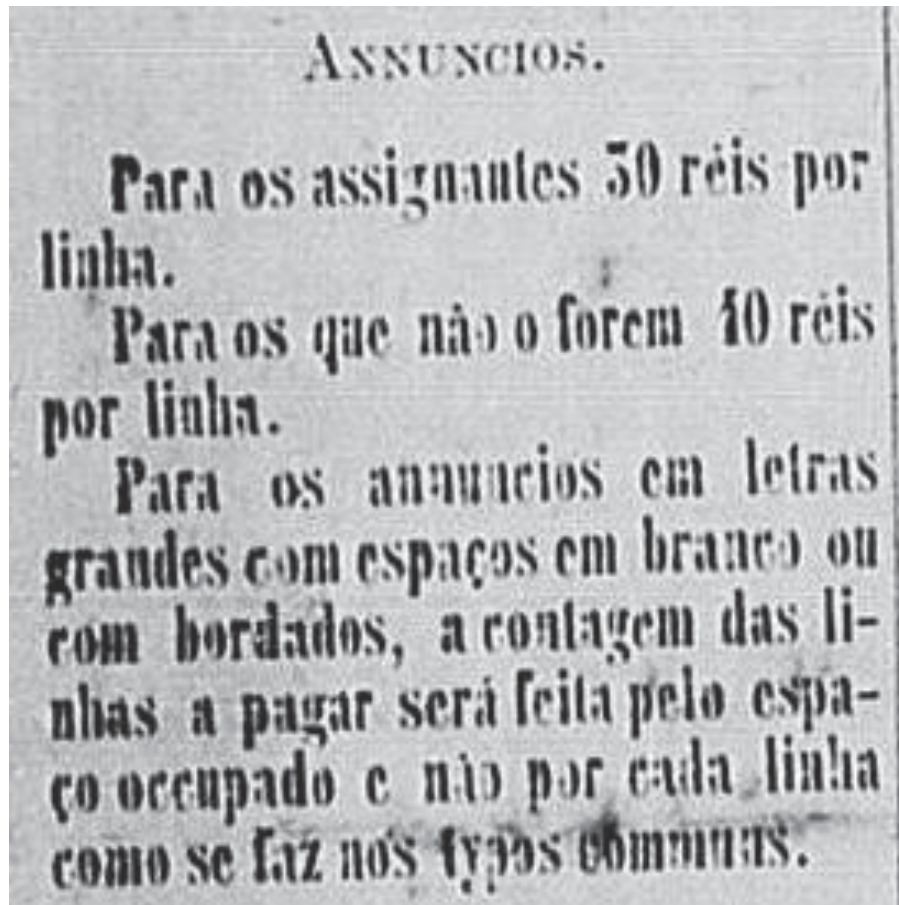 ANNUNCIOS.
Para os assignantes 30 réis por
linha.
Para os que não o forem 40 réis
por linha.
Para os annuncios em letras
grandes com espaços em branco ou
com bordados, a contagem das li-
nhas a pagar será feita pelo espa-
ço occupado e não por cada linha
como se faz nos typos communs.